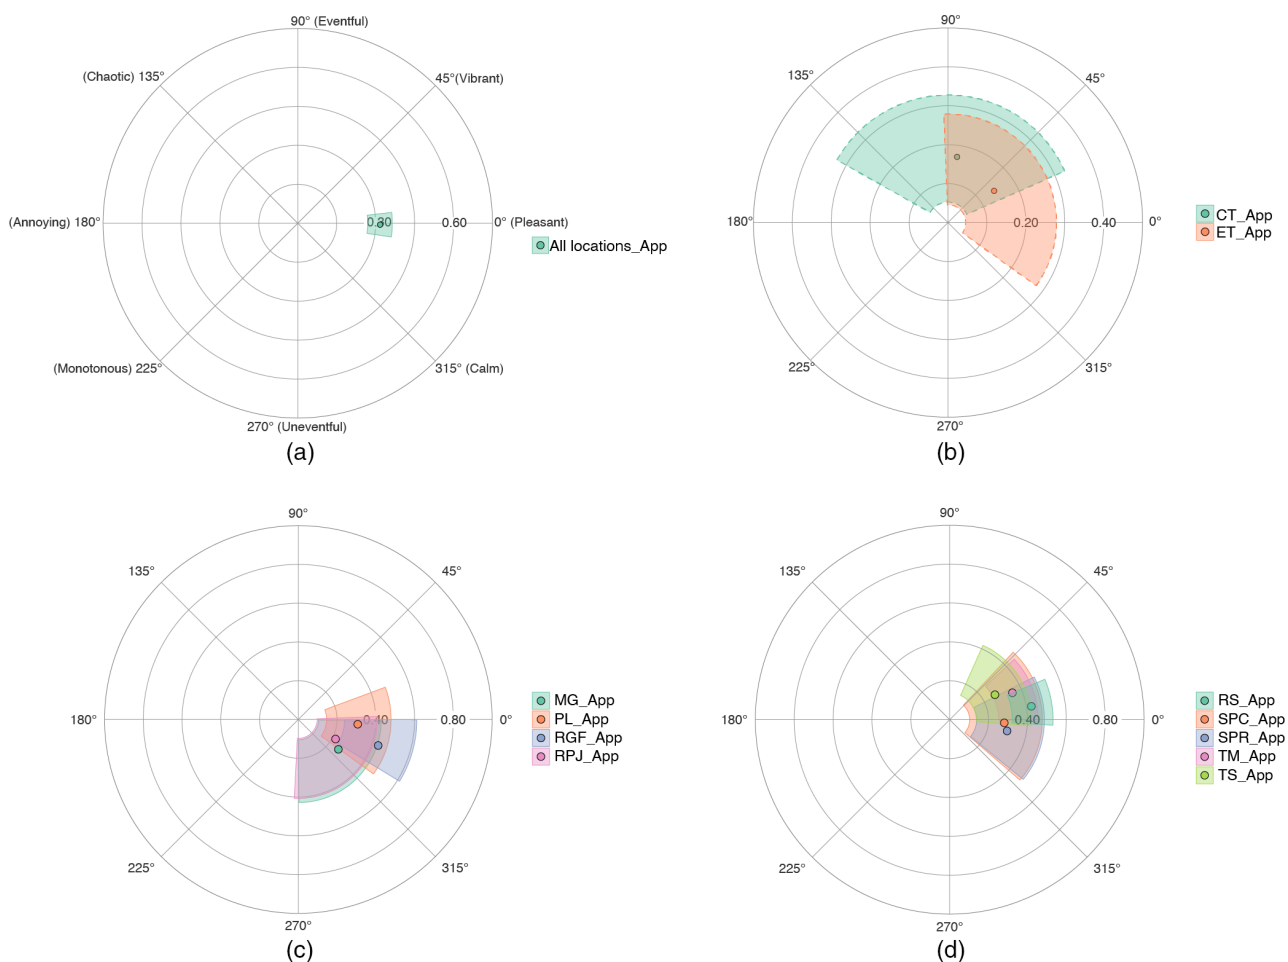 90° (Eventful)
(Chaotic) 135°
45°(Vibrant)
(Annoying) 180°
0.30
0.60
0° (Pleasant)
All locations_App
(Monotonous) 225°
315° (Calm)
270° (Uneventful)
(a)
90°
135°
45°
180°
0.20
0.40
0°
CT_App
ET_App
225°
315°
270°
(b)
90°
135°
45°
180°
0.40
0.80
0°
MG_App
PL_App
RGF_App
RPJ_App
225°
315°
270°
(c)
90°
135°
45°
180°
0.40
0.80
0°
RS_App
SPC_App
SPR_App
TM_App
TS_App
225°
315°
270°
(d)